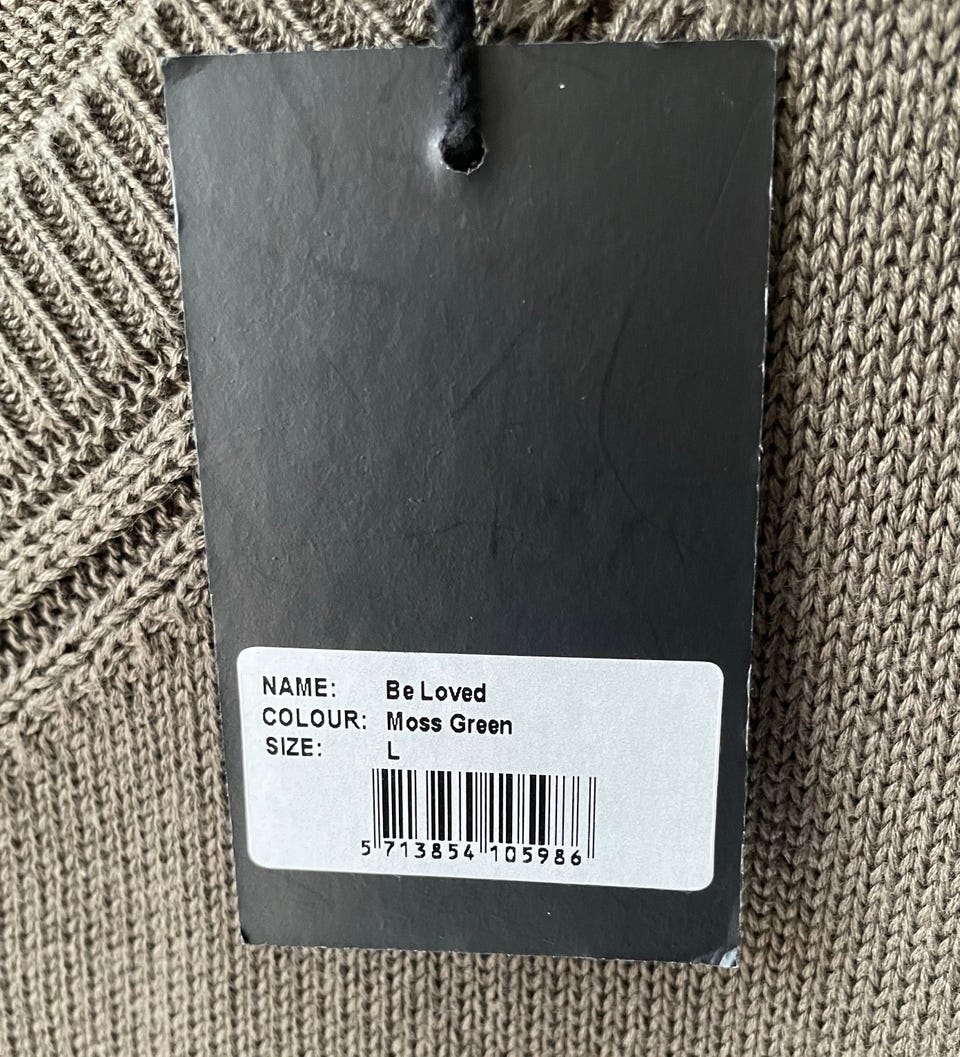 NAME: Be Loved
COLOUR: Moss Green
SIZE: L
5 713854 105986